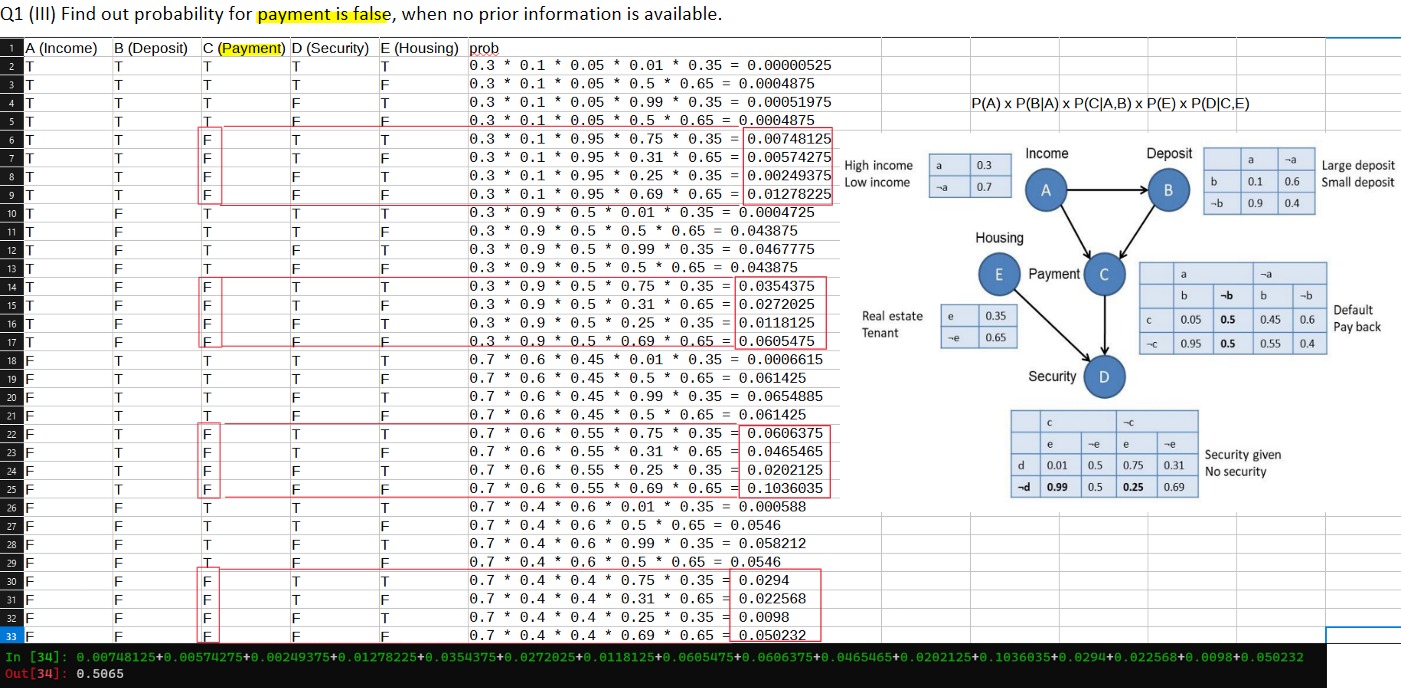 Q1 (III) Find out probability for payment is false, when no prior information is available.
1 A (Income) B (Deposit) C (Payment) D (Security) E (Housing) prob
2 T T T T T 0.3 * 0.1 * 0.05 * 0.01 * 0.35 = 0.00000525
3 T T T T F 0.3 * 0.1 * 0.05 * 0.5 * 0.65 = 0.0004875
4 T T T F T 0.3 * 0.1 * 0.05 * 0.99 * 0.35 = 0.00051975
5 T T T F F 0.3 * 0.1 * 0.05 * 0.5 * 0.65 = 0.0004875
6 T T F T T 0.3 * 0.1 * 0.95 * 0.75 * 0.35 = 0.00748125
7 T T F T F 0.3 * 0.1 * 0.95 * 0.31 * 0.65 = 0.00574275
8 T T F F T 0.3 * 0.1 * 0.95 * 0.25 * 0.35 = 0.00249375
9 T T F F F 0.3 * 0.1 * 0.95 * 0.69 * 0.65 = 0.01278225
10 T F T T T 0.3 * 0.9 * 0.5 * 0.01 * 0.35 = 0.0004725
11 T F T T F 0.3 * 0.9 * 0.5 * 0.5 * 0.65 = 0.043875
12 T F T F T 0.3 * 0.9 * 0.5 * 0.99 * 0.35 = 0.0467775
13 T F T F F 0.3 * 0.9 * 0.5 * 0.5 * 0.65 = 0.043875
14 T F F T T 0.3 * 0.9 * 0.5 * 0.75 * 0.35 = 0.0354375
15 T F F T F 0.3 * 0.9 * 0.5 * 0.31 * 0.65 = 0.0272025
16 T F F F T 0.3 * 0.9 * 0.5 * 0.25 * 0.35 = 0.0118125
17 T F F F F 0.3 * 0.9 * 0.5 * 0.69 * 0.65 = 0.0605475
18 F T T T T 0.7 * 0.6 * 0.45 * 0.01 * 0.35 = 0.0006615
19 F T T T F 0.7 * 0.6 * 0.45 * 0.5 * 0.65 = 0.061425
20 F T T F T 0.7 * 0.6 * 0.45 * 0.99 * 0.35 = 0.0654885
21 F T T F F 0.7 * 0.6 * 0.45 * 0.5 * 0.65 = 0.061425
22 F T F T T 0.7 * 0.6 * 0.55 * 0.75 * 0.35 = 0.0606375
23 F T F T F 0.7 * 0.6 * 0.55 * 0.31 * 0.65 = 0.0465465
24 F T F F T 0.7 * 0.6 * 0.55 * 0.25 * 0.35 = 0.0202125
25 F T F F F 0.7 * 0.6 * 0.55 * 0.69 * 0.65 = 0.1036035
26 F F T T T 0.7 * 0.4 * 0.6 * 0.01 * 0.35 = 0.000588
27 F F T T F 0.7 * 0.4 * 0.6 * 0.5 * 0.65 = 0.0546
28 F F T F T 0.7 * 0.4 * 0.6 * 0.99 * 0.35 = 0.058212
29 F F T F F 0.7 * 0.4 * 0.6 * 0.5 * 0.65 = 0.0546
30 F F F T T 0.7 * 0.4 * 0.4 * 0.75 * 0.35 = 0.0294
31 F F F T F 0.7 * 0.4 * 0.4 * 0.31 * 0.65 = 0.022568
32 F F F F T 0.7 * 0.4 * 0.4 * 0.25 * 0.35 = 0.0098
33 F F F F F 0.7 * 0.4 * 0.4 * 0.69 * 0.65 = 0.050232
P(A) x P(B|A) x P(C|A,B) x P(E) x P(D|C,E)
Income
Deposit
High income
Low income
a 0.3
¬a 0.7
A
B
a ¬a
b 0.1 0.6
¬b 0.9 0.4
Large deposit
Small deposit
Housing
E
Payment
C
Real estate
Tenant
e 0.35
¬e 0.65
a ¬a
b ¬b b ¬b
c 0.05 0.5 0.45 0.6
¬c 0.95 0.5 0.55 0.4
Default
Pay back
Security
D
c ¬c
e ¬e e ¬e
d 0.01 0.5 0.75 0.31
¬d 0.99 0.5 0.25 0.69
Security given
No security
In [34]: 0.00748125+0.00574275+0.00249375+0.01278225+0.0354375+0.0272025+0.0118125+0.0605475+0.0606375+0.0465465+0.0202125+0.1036035+0.0294+0.022568+0.0098+0.050232
Out[34]: 0.5065